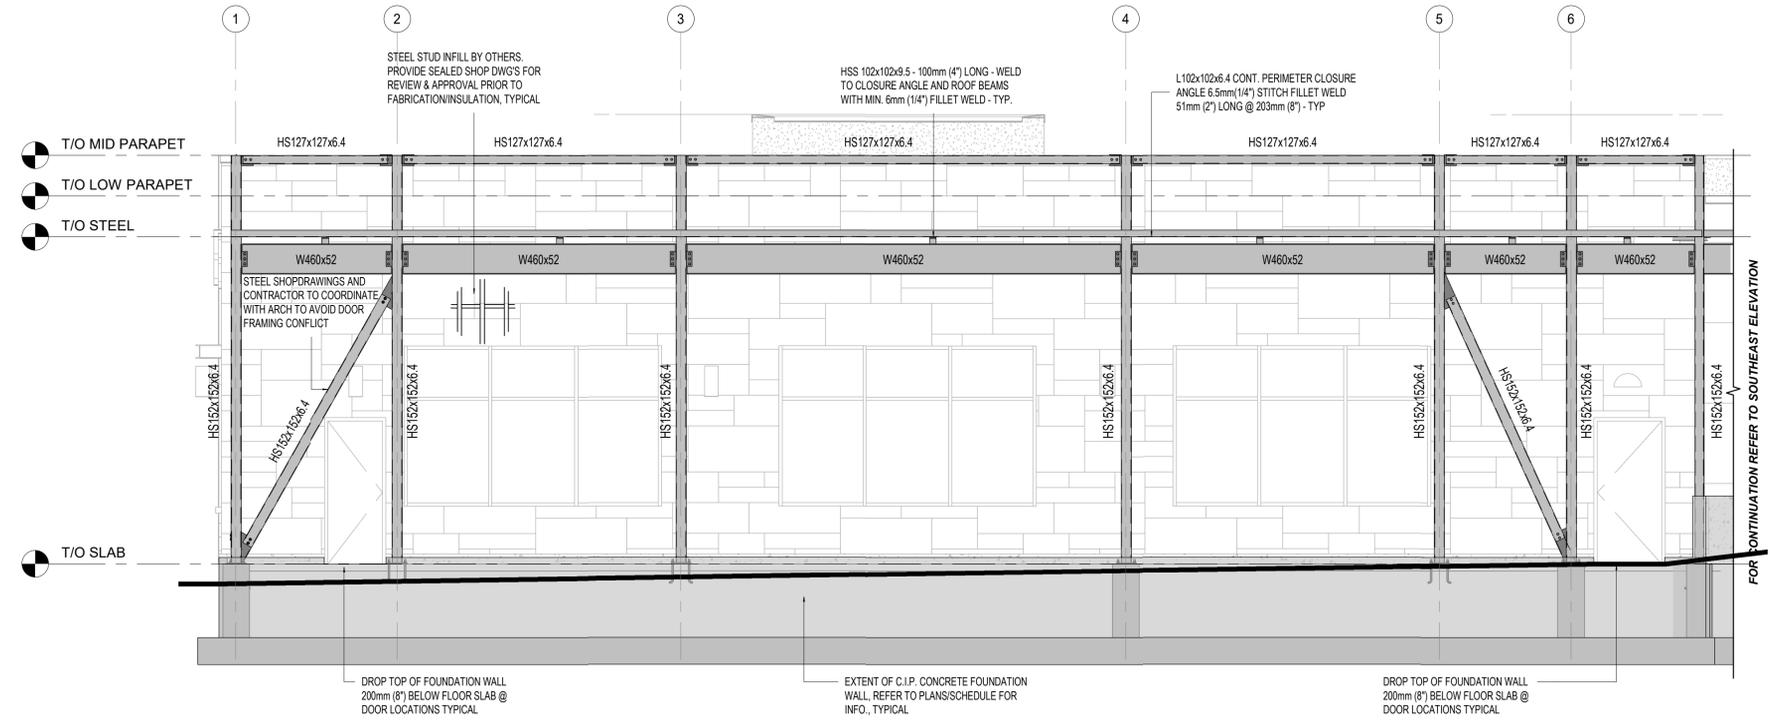 1 2 3 4 5 6
STEEL STUD INFILL BY OTHERS.
PROVIDE SEALED SHOP DWG'S FOR
REVIEW & APPROVAL PRIOR TO
FABRICATION/INSULATION, TYPICAL
HSS 102x102x9.5 - 100mm (4") LONG - WELD
TO CLOSURE ANGLE AND ROOF BEAMS
WITH MIN. 6mm (1/4") FILLET WELD - TYP.
L102x102x6.4 CONT. PERIMETER CLOSURE
ANGLE 6.5mm(1/4") STITCH FILLET WELD
51mm (2") LONG @ 203mm (8") - TYP
T/O MID PARAPET
HS127x127x6.4 HS127x127x6.4 HS127x127x6.4 HS127x127x6.4 HS127x127x6.4 HS127x127x6.4
T/O LOW PARAPET
T/O STEEL
W460x52 W460x52 W460x52 W460x52 W460x52 W460x52
STEEL SHOPDRAWINGS AND
CONTRACTOR TO COORDINATE
WITH ARCH TO AVOID DOOR
FRAMING CONFLICT
HS152x152x6.4
HS152x152x6.4
HS152x152x6.4
HS152x152x6.4
HS152x152x6.4
HS152x152x6.4
HS152x152x6.4
HS152x152x6.4
HS152x152x6.4
FOR CONTINUATION REFER TO SOUTHEAST ELEVATION
T/O SLAB
DROP TOP OF FOUNDATION WALL
200mm (8") BELOW FLOOR SLAB @
DOOR LOCATIONS TYPICAL
EXTENT OF C.I.P. CONCRETE FOUNDATION
WALL, REFER TO PLANS/SCHEDULE FOR
INFO., TYPICAL
DROP TOP OF FOUNDATION WALL
200mm (8") BELOW FLOOR SLAB @
DOOR LOCATIONS TYPICAL